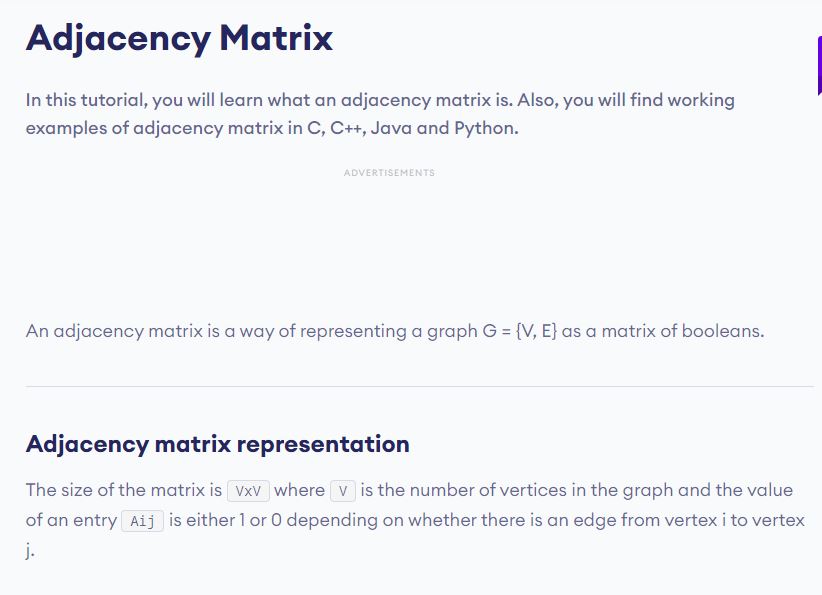 Adjacency Matrix
In this tutorial, you will learn what an adjacency matrix is. Also, you will find working
examples of adjacency matrix in C, C++, Java and Python.
ADVERTISEMENTS
An adjacency matrix is a way of representing a graph G = {V, E} as a matrix of booleans.
Adjacency matrix representation
The size of the matrix is VxV where V is the number of vertices in the graph and the value
of an entry Aij is either 1 or 0 depending on whether there is an edge from vertex i to vertex
j.